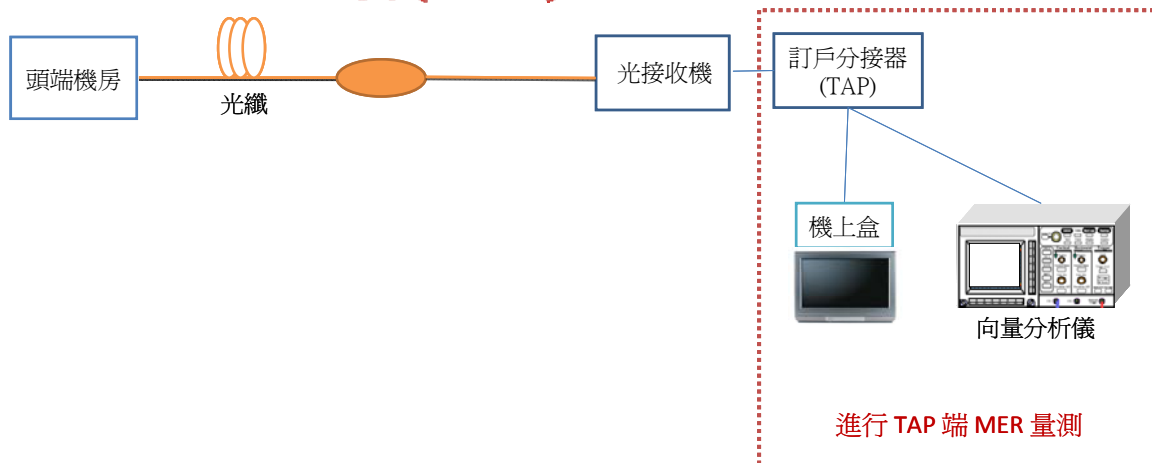 頭端機房
光纖
光接收機
訂戶分接器
(TAP)
機上盒
向量分析儀
進行 TAP 端 MER 量測